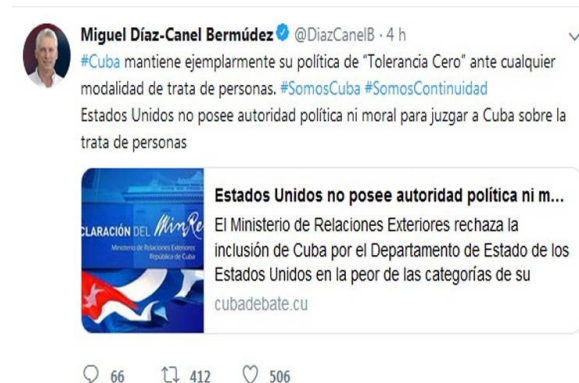 Miguel Díaz-Canel Bermúdez @DiazCanelB · 4 h
#Cuba mantiene ejemplarmente su política de “Tolerancia Cero” ante cualquier
modalidad de trata de personas. #SomosCuba #SomosContinuidad
Estados Unidos no posee autoridad política ni moral para juzgar a Cuba sobre la
trata de personas
CLARACIÓN DEL MinRe
Ministerio de Relaciones Exteriores
República de Cuba
Estados Unidos no posee autoridad política ni m...
El Ministerio de Relaciones Exteriores rechaza la
inclusión de Cuba por el Departamento de Estado de los
Estados Unidos en la peor de las categorías de su
cubadebate.cu
66 412 506